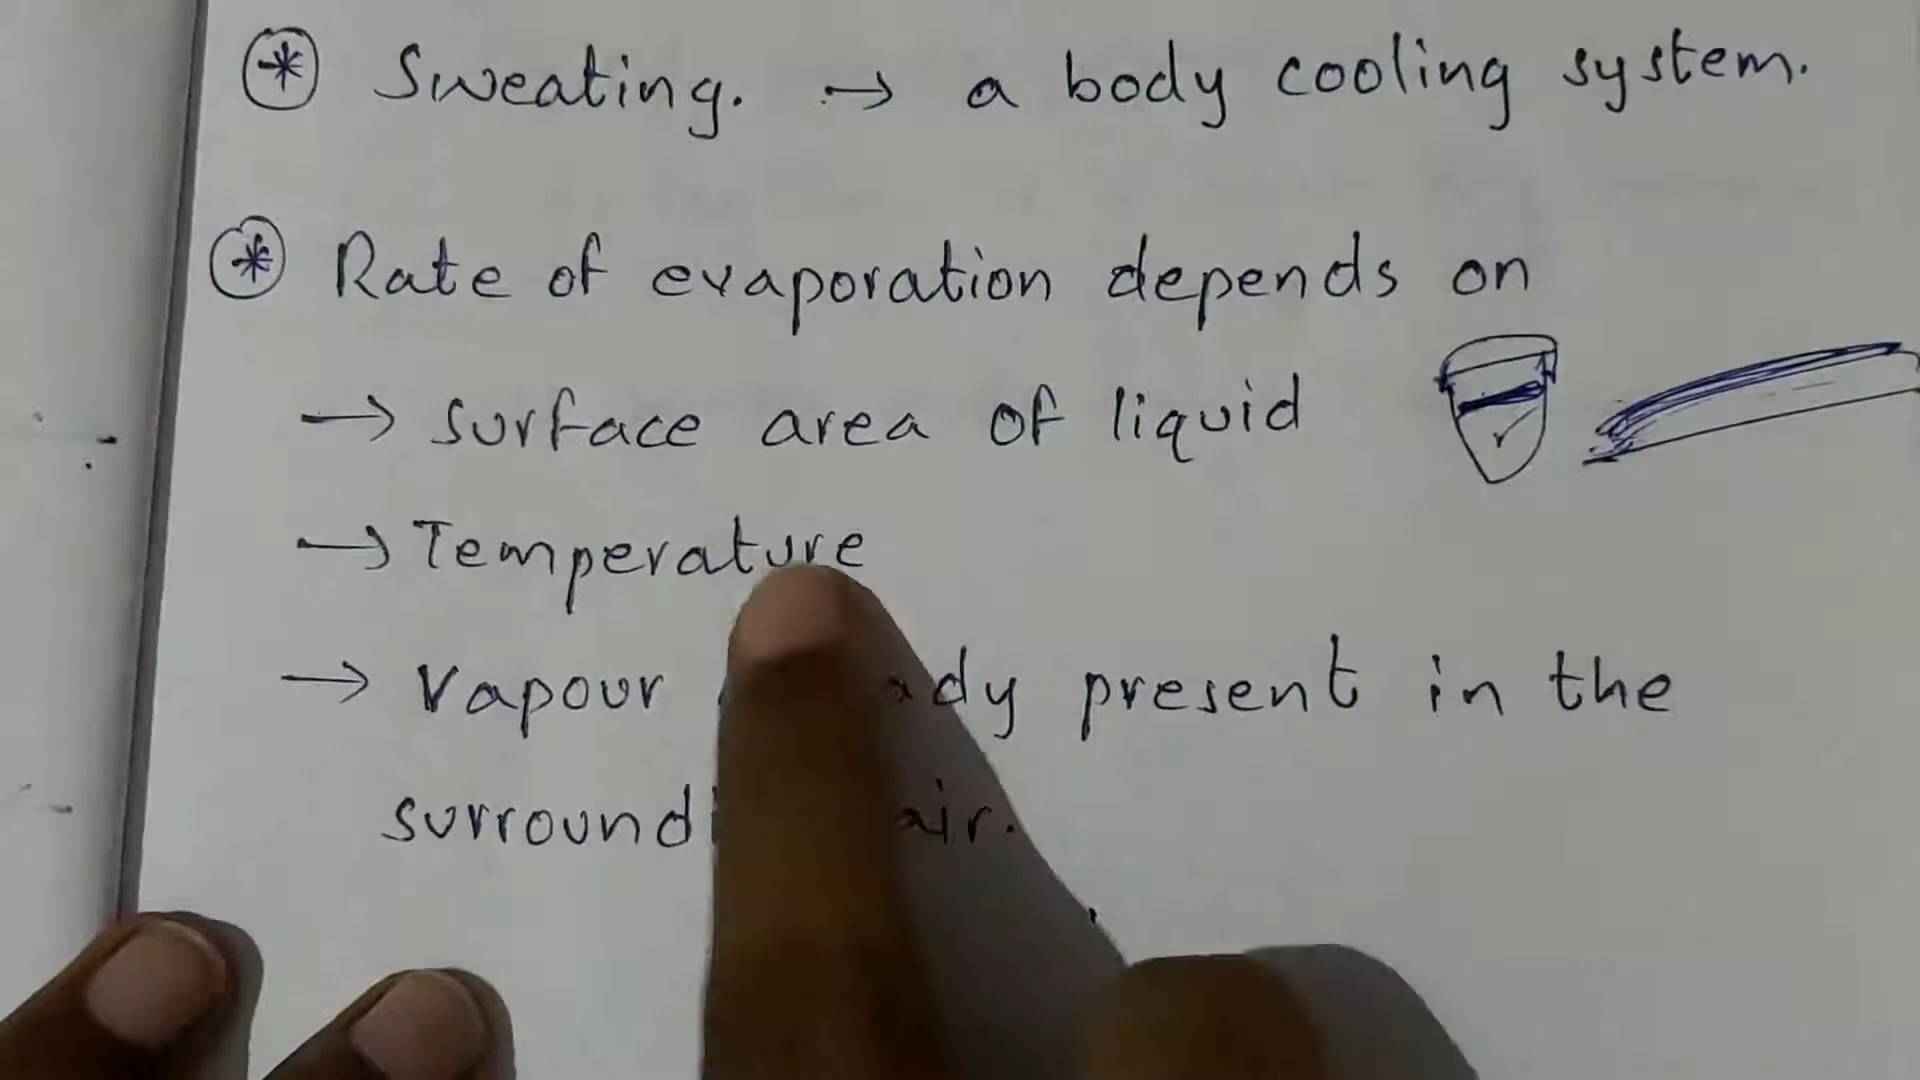 * Sweating. → a body cooling system.
* Rate of evaporation depends on
→ surface area of liquid
→ Temperature
→ Vapour present in the
air.